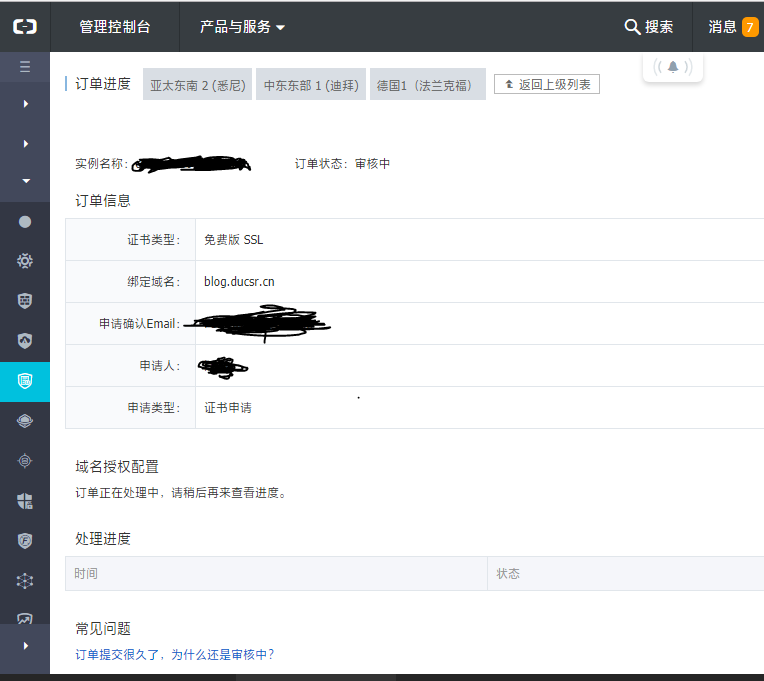 管理控制台 产品与服务 搜索 消息 7
订单进度 亚太东南 2 (悉尼) 中东东部 1 (迪拜) 德国1（法兰克福） 返回上级列表
实例名称： 订单状态：审核中
订单信息
证书类型： 免费版 SSL
绑定域名： blog.ducsr.cn
申请确认Email：
申请人：
申请类型： 证书申请
域名授权配置
订单正在处理中，请稍后再来查看进度。
处理进度
时间 状态
常见问题
订单提交很久了，为什么还是审核中？